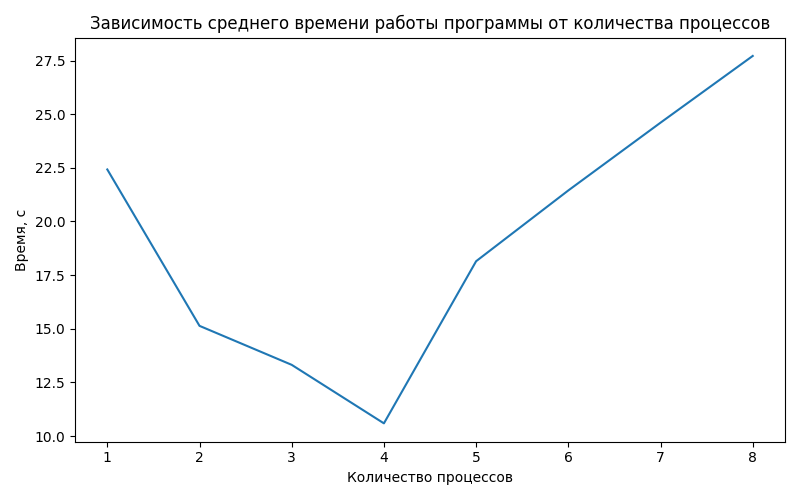 Зависимость среднего времени работы программы от количества процессов
Время, с
27.5
25.0
22.5
20.0
17.5
15.0
12.5
10.0
1 2 3 4 5 6 7 8
Количество процессов